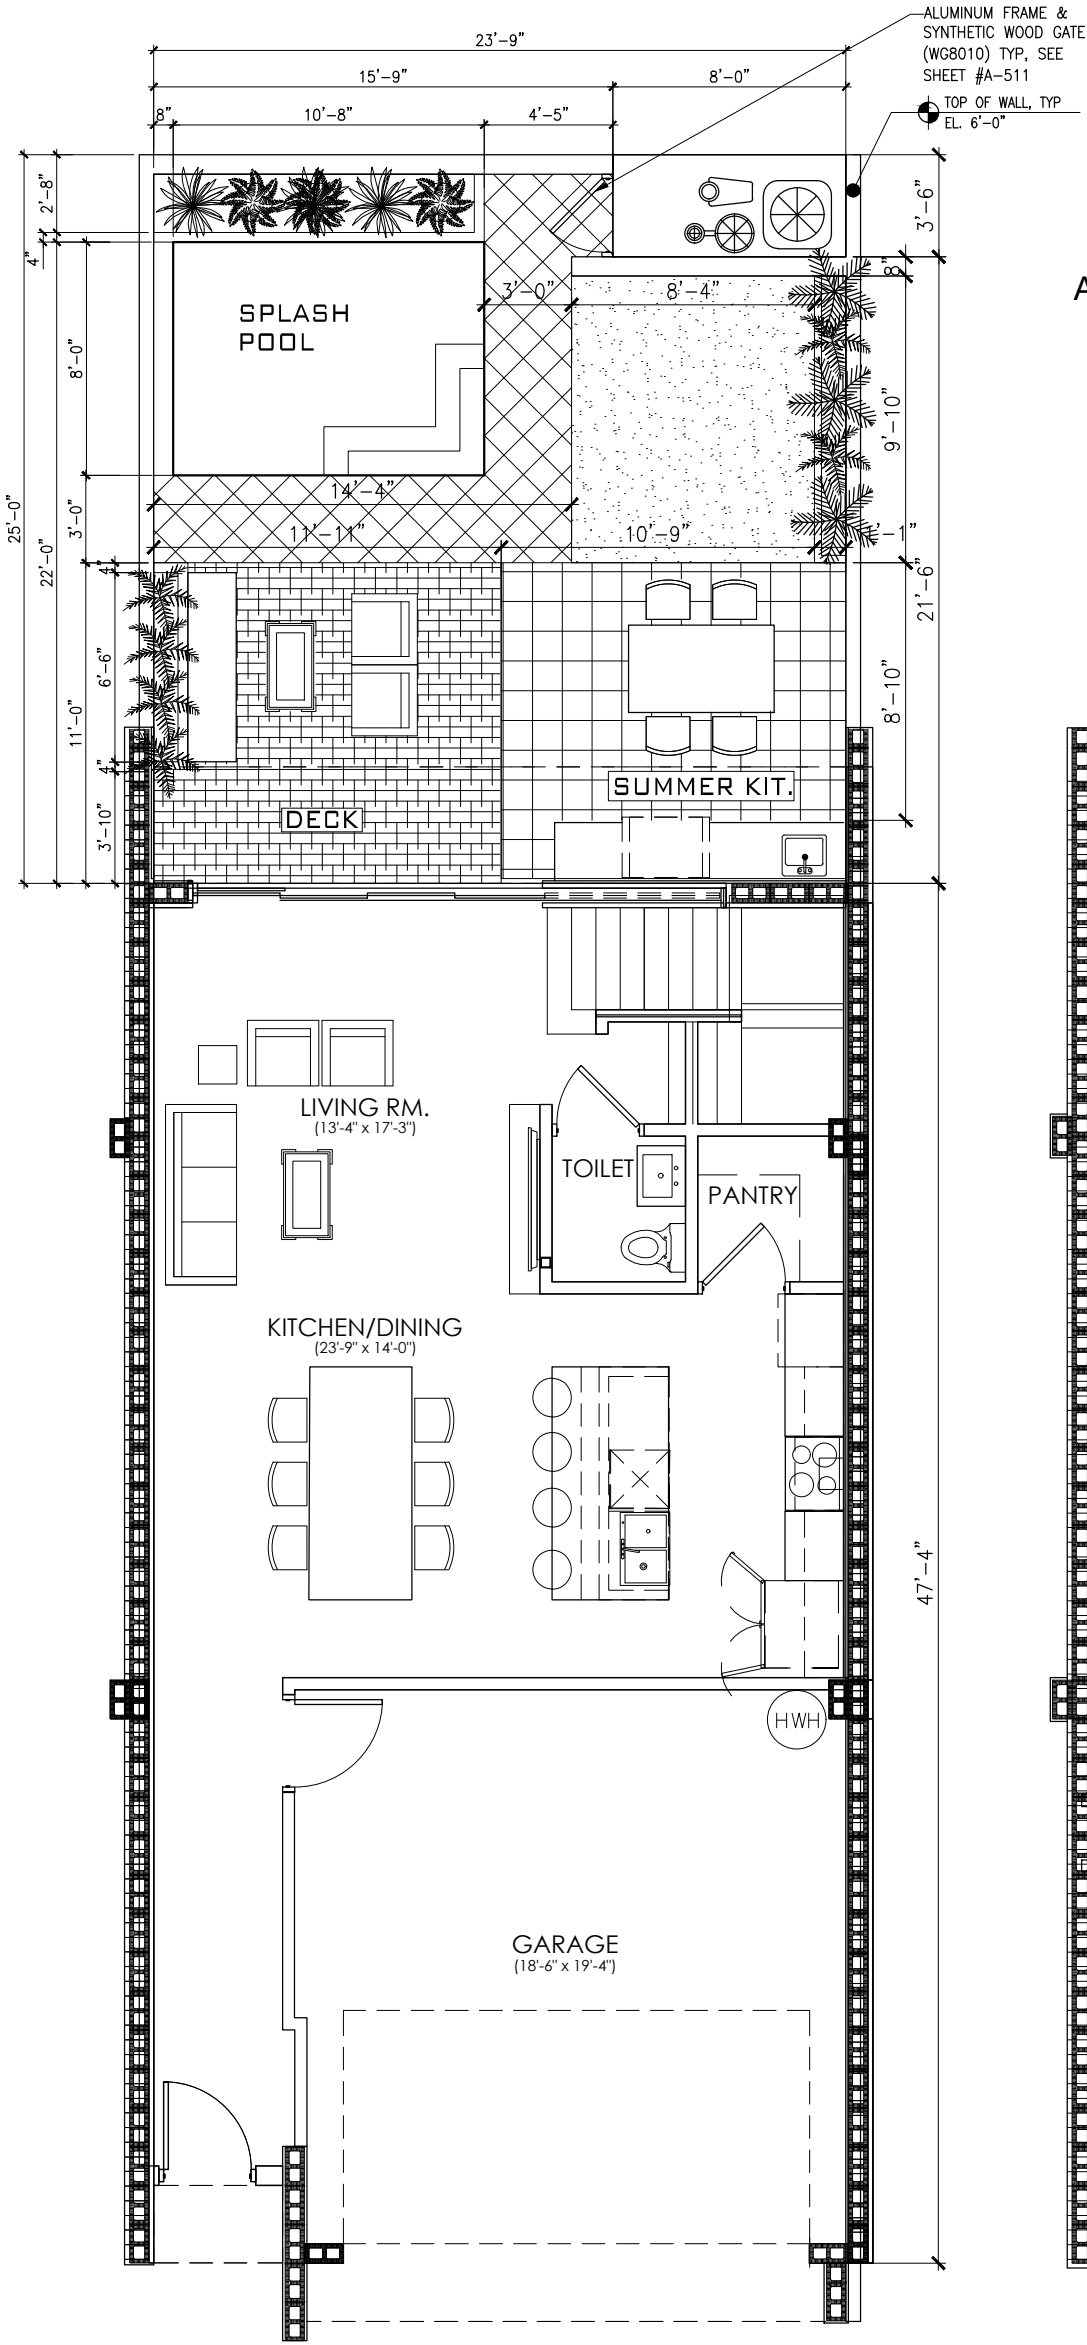 ALUMINUM FRAME &
SYNTHETIC WOOD GATE
(WG8010) TYP, SEE
SHEET #A-511
TOP OF WALL, TYP
EL. 6'-0"
23'-9"
15'-9"
8'-0"
8"
10'-8"
4'-5"
2'-8"
4"
3'-6"
8"
A
3'-0"
8'-4"
SPLASH
POOL
8'-0"
9'-10"
14'-4"
25'-0"
22'-0"
3'-0"
11'-11"
10'-9"
'-1"
4"
21'-6"
6'-6"
11'-0"
8'-10"
4"
SUMMER KIT.
DECK
3'-10"
LIVING RM.
(13'-4" x 17'-3")
TOILET
PANTRY
KITCHEN/DINING
(23'-9" x 14'-0")
47'-4"
HWH
GARAGE
(18'-6" x 19'-4")